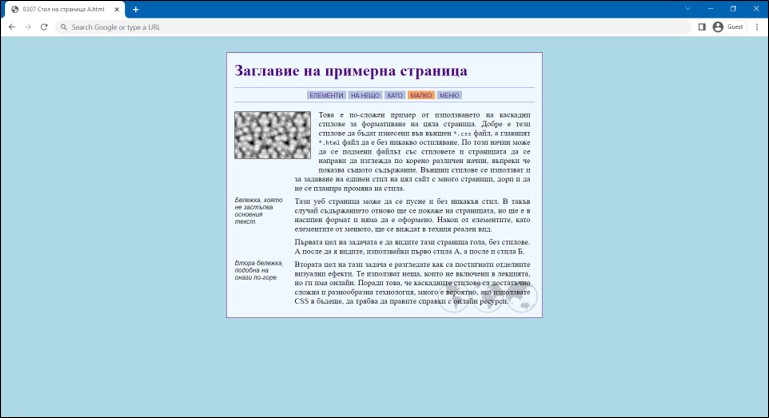 0307 Стил на страница A.html
Search Google or type a URL
Guest
Заглавие на примерна страница
ЕЛЕМЕНТИ НА НЕЩО КАТО МАЛКО МЕНЮ
Това е по-сложен пример от използването на каскадни
стилове за форматиране на цяла страница. Добре е тези
стилове да бъдат изнесени във външен *.css файл, а главният
*.html файл да е без никакво остиляване. По този начин може
да се подмени файлът със стиловете и страницата да се
направи да изглежда по коренно различен начин, въпреки че
показва същото съдържание. Външни стилове се използват и
за задаване на единен стил на цял сайт с много страници, дори и да
не се планира промяна на стила.
Бележка, която
не застъпва
основния
текст.
Тази уеб страница може да се пусне и без никакъв стил. В такъв
случай съдържанието отново ще се покаже на страницата, но ще е в
насипен формат и няма да е оформено. Някои от елементите, като
елементите от менюто, ще се виждат в техния реален вид.
Първата цел на задачата е да видите тази страница гола, без стилове.
А после да я видите, използвайки първо стила А, а после и стила Б.
Втора бележка,
подобна на
онази по-горе.
Втората цел на тази задача е разгледате как са постигнати отделните
визуални ефекти. Те използват неща, които не включени в лекцията,
но ги има онлайн. Поради това, че каскадните стилове са достатъчно
сложна и разнообразна технология, много е вероятно, ако използвате
CSS в бъдеще, да трябва да правите справки с онлайн ресурси.